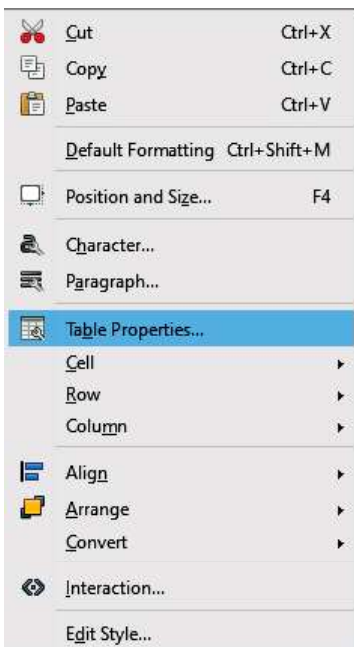 Cut Ctrl+X
Copy Ctrl+C
Paste Ctrl+V
Default Formatting Ctrl+Shift+M
Position and Size... F4
Character...
Paragraph...
Table Properties...
Cell
Row
Column
Align
Arrange
Convert
Interaction...
Edit Style...